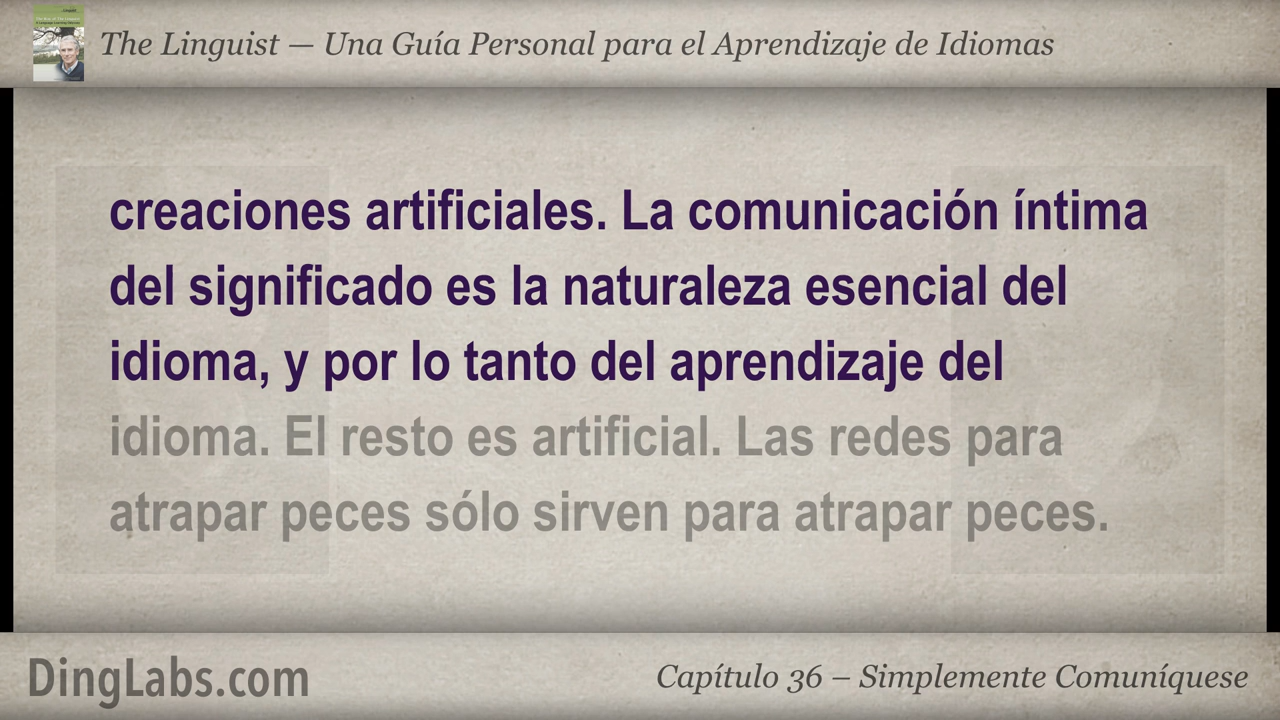 The Linguist — Una Guía Personal para el Aprendizaje de Idiomas
creaciones artificiales. La comunicación íntima
del significado es la naturaleza esencial del
idioma, y por lo tanto del aprendizaje del
idioma. El resto es artificial. Las redes para
atrapar peces sólo sirven para atrapar peces.
DingLabs.com
Capítulo 36 – Simplemente Comuníquese